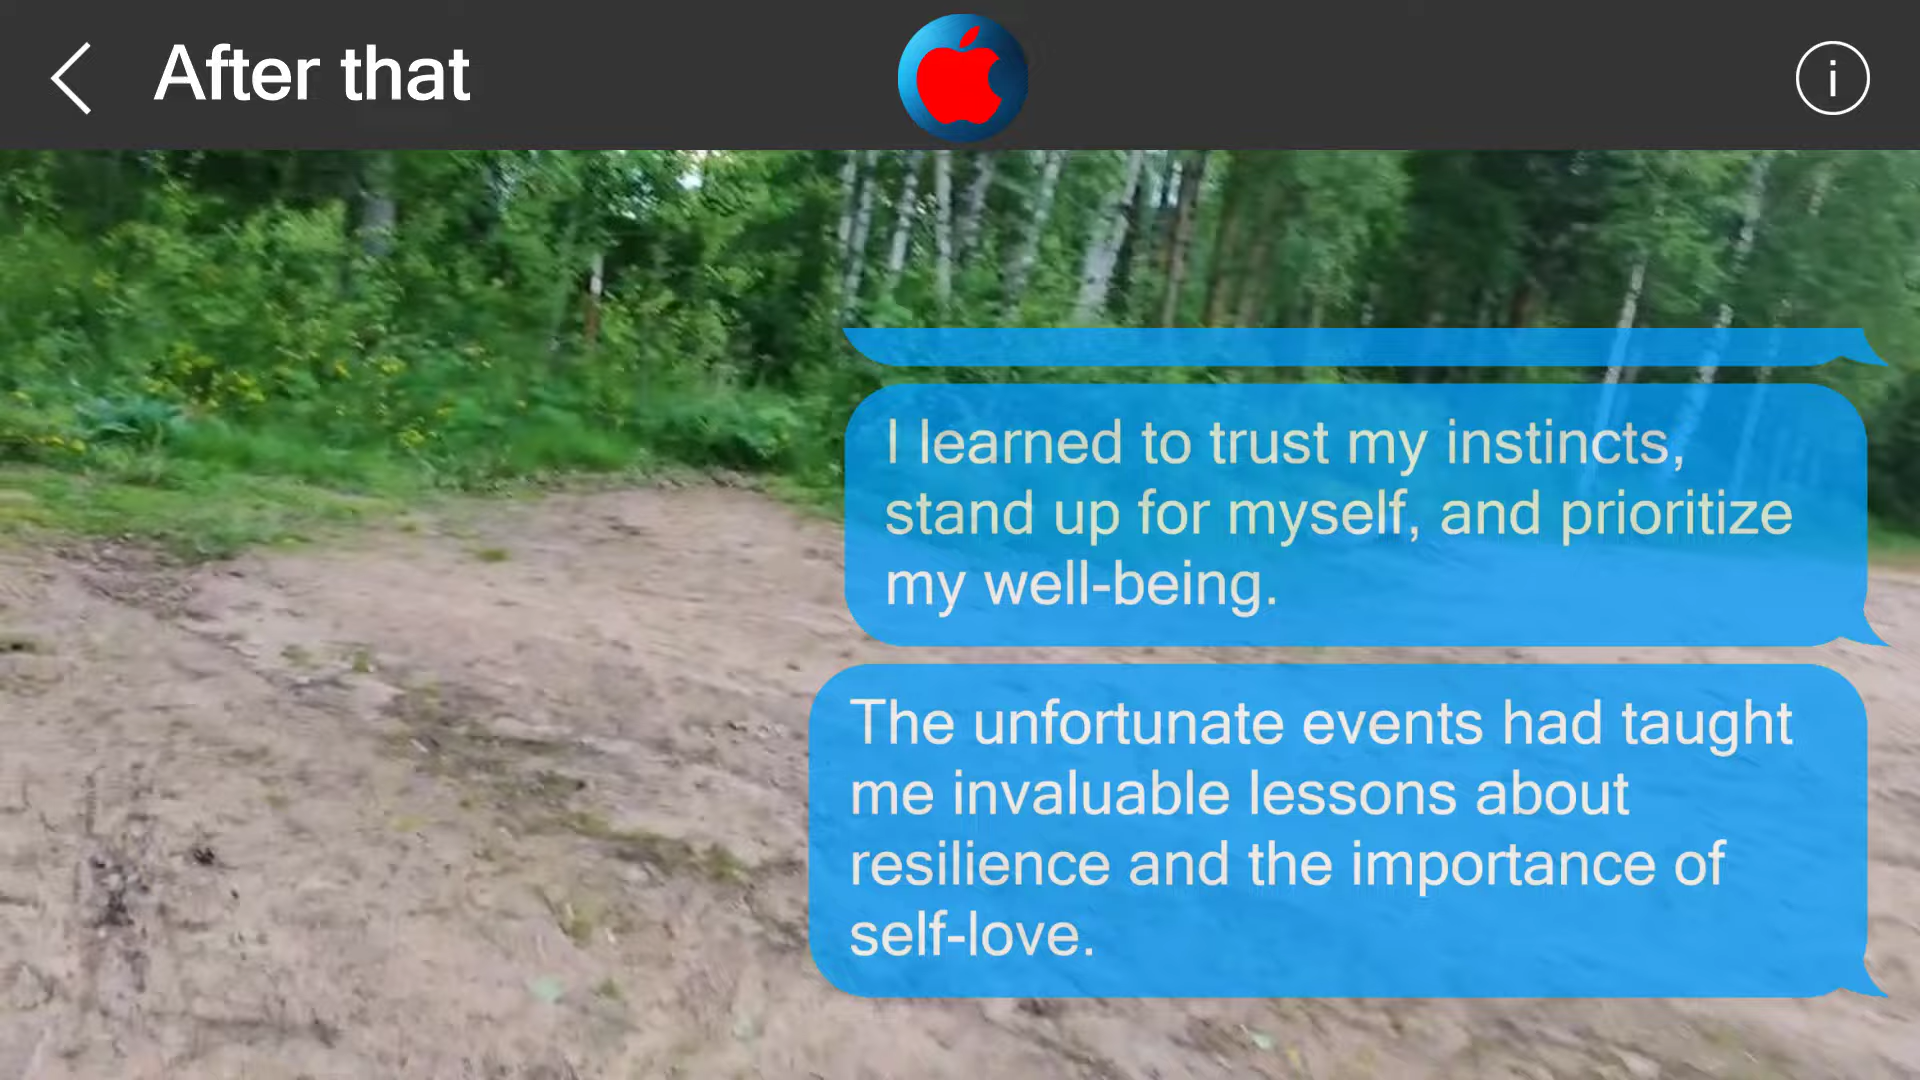 After that
I learned to trust my instincts,
stand up for myself, and prioritize
my well-being.
The unfortunate events had taught
me invaluable lessons about
resilience and the importance of
self-love.